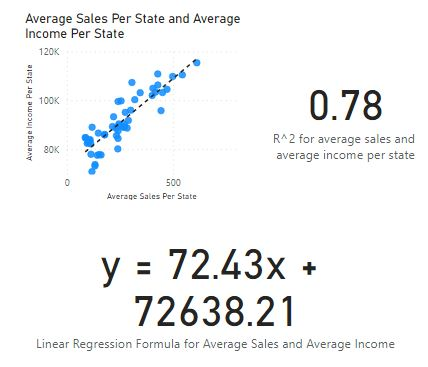 Average Sales Per State and Average
Income Per State
120K
100K
80K
Average Income Per State
0
500
Average Sales Per State
0.78
R^2 for average sales and
average income per state
y = 72.43x +
72638.21
Linear Regression Formula for Average Sales and Average Income